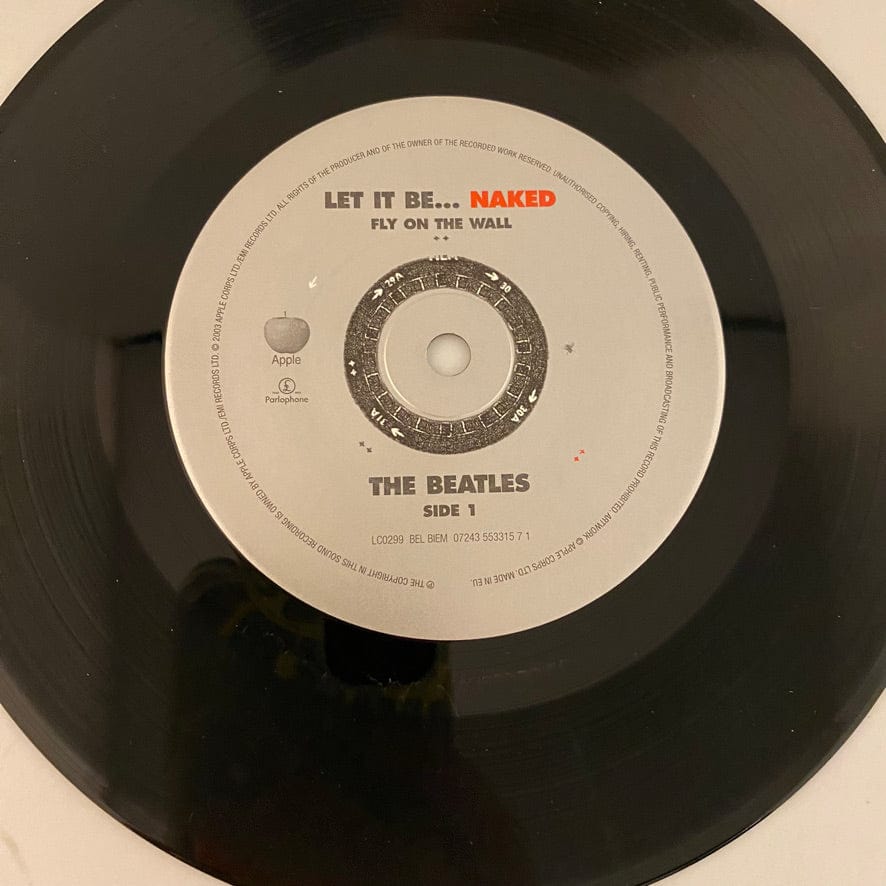 LET IT BE... NAKED
FLY ON THE WALL
29A
30
30A
11A
Apple
Parlophone
THE BEATLES
SIDE 1
LC0299 BEL BIEM 07243 553315 7 1
℗ THE COPYRIGHT IN THIS SOUND RECORDING IS OWNED BY APPLE CORPS LTD./EMI RECORDS LTD. © 2003 APPLE CORPS LTD./EMI RECORDS LTD. ALL RIGHTS OF THE PRODUCER AND OF THE OWNER OF THE RECORDED WORK RESERVED. UNAUTHORISED COPYING, HIRING, RENTING, PUBLIC PERFORMANCE AND BROADCASTING OF THIS RECORD PROHIBITED. ARTWORK © APPLE CORPS LTD. MADE IN EU.